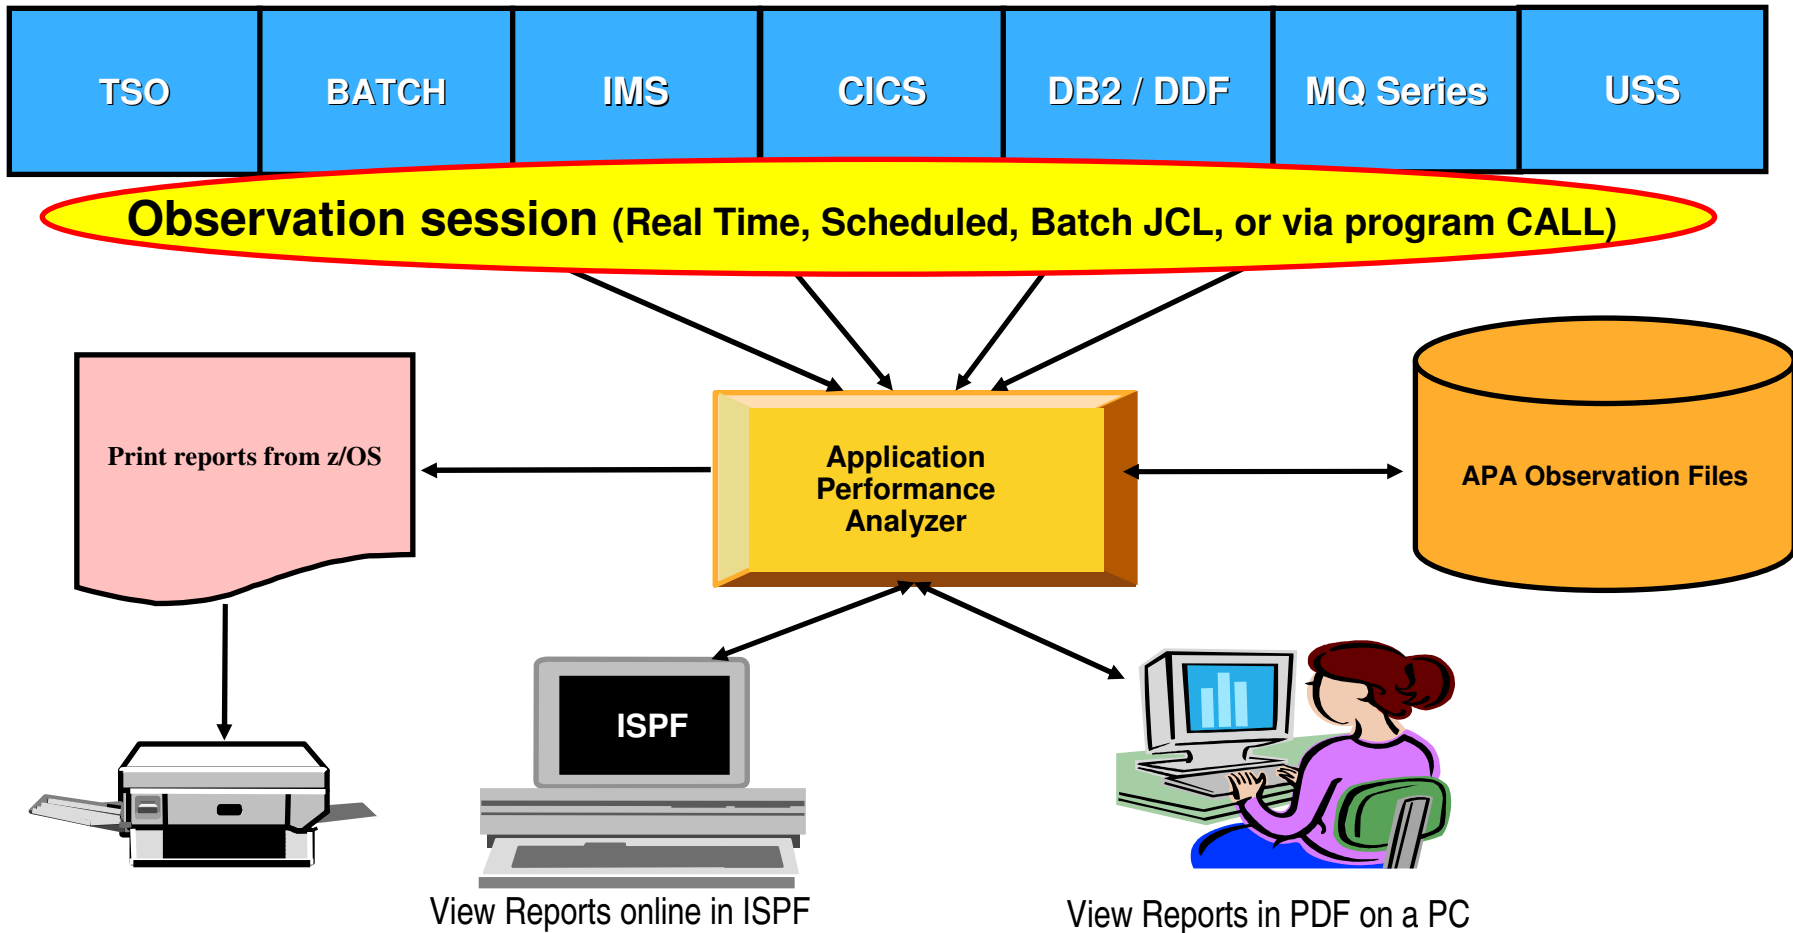 TSO
BATCH
IMS
CICS
DB2 / DDF
MQ Series
USS
Observation session (Real Time, Scheduled, Batch JCL, or via program CALL)
Print reports from z/OS
Application
Performance
Analyzer
APA Observation Files
ISPF
View Reports online in ISPF
View Reports in PDF on a PC